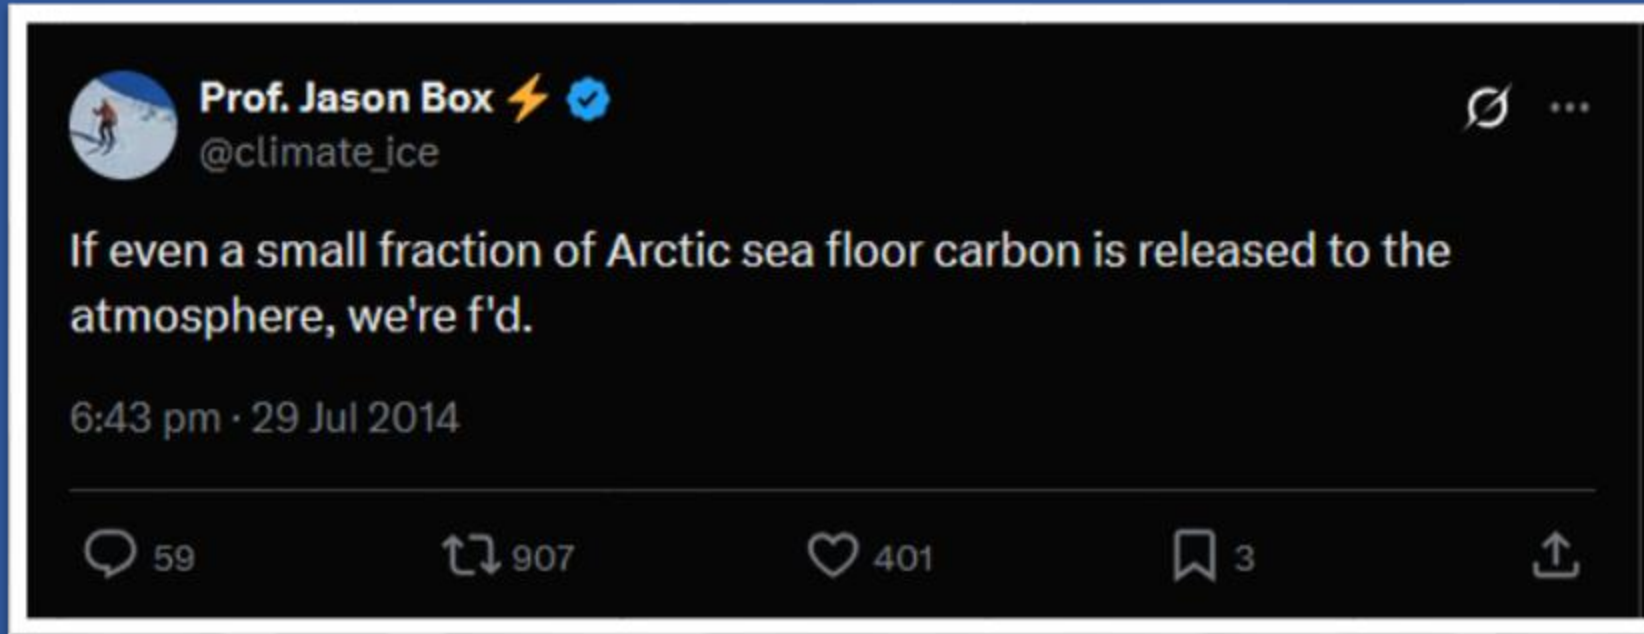 Prof. Jason Box ⚡
@climate_ice
If even a small fraction of Arctic sea floor carbon is released to the
atmosphere, we're f'd.
6:43 pm · 29 Jul 2014
59 907 401 3